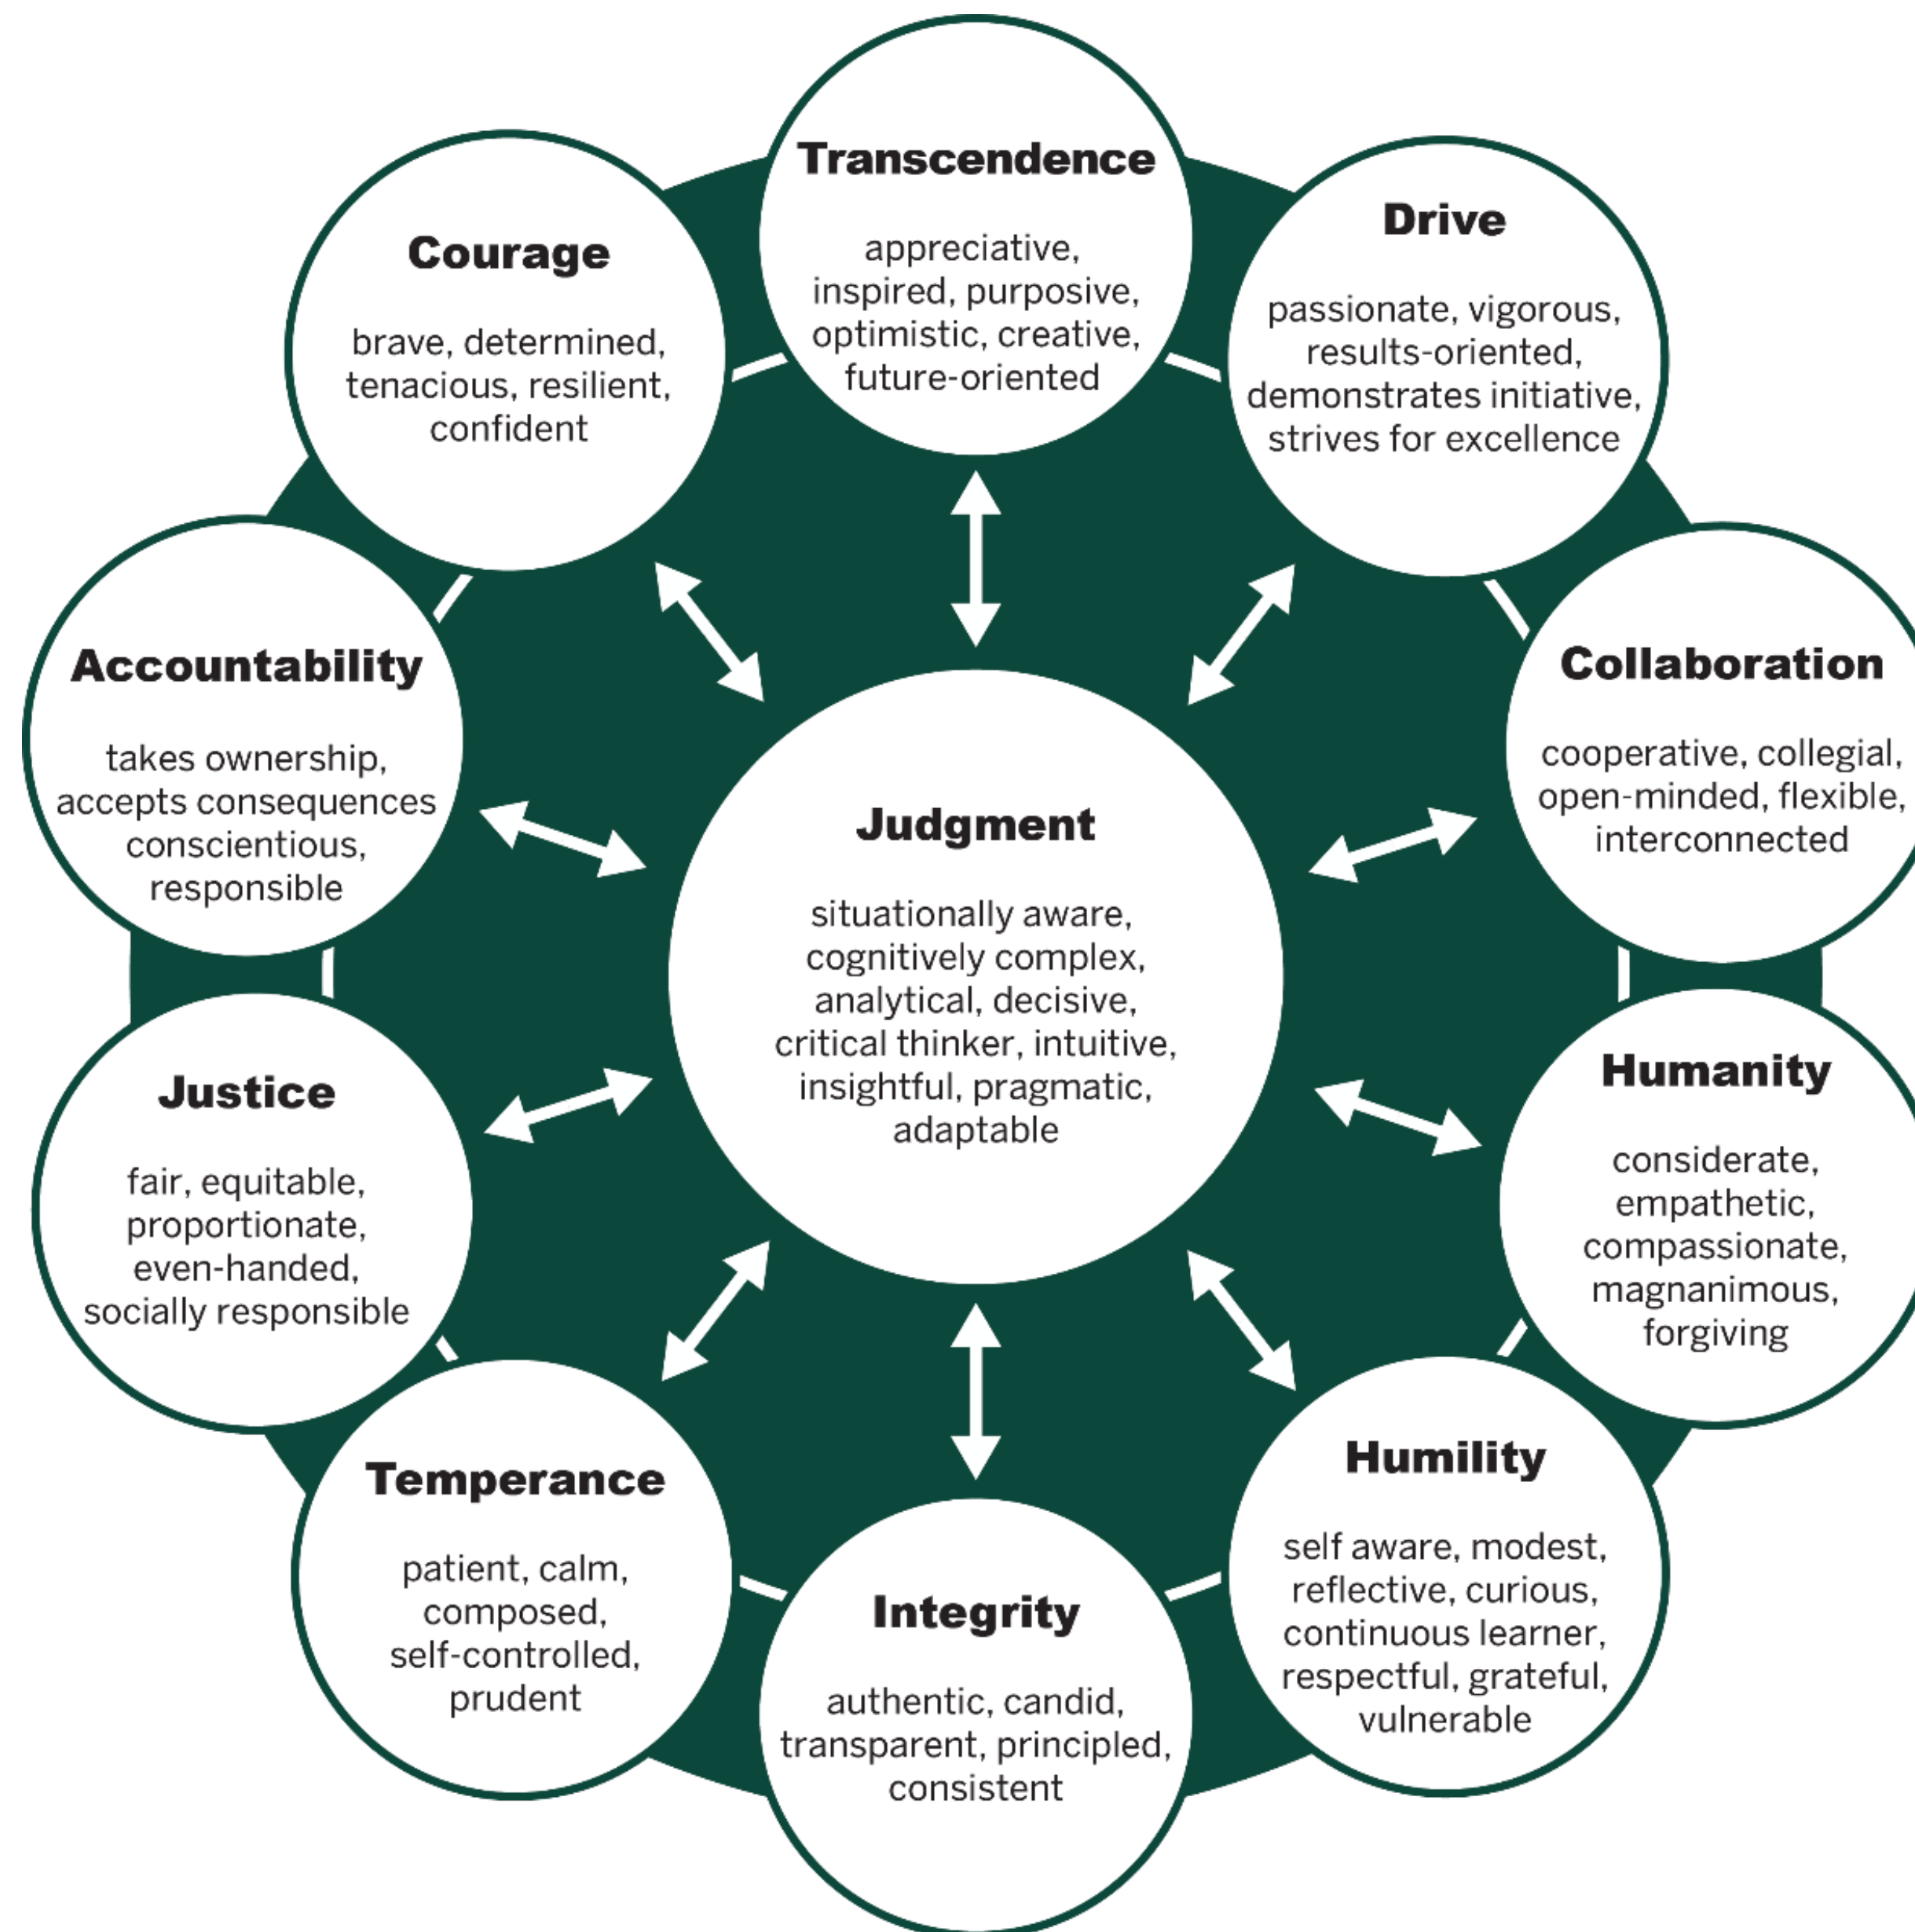 Transcendence
appreciative,
inspired, purposive,
optimistic, creative,
future-oriented
Drive
passionate, vigorous,
results-oriented,
demonstrates initiative,
strives for excellence
Collaboration
cooperative, collegial,
open-minded, flexible,
interconnected
Humanity
considerate,
empathetic,
compassionate,
magnanimous,
forgiving
Humility
self aware, modest,
reflective, curious,
continuous learner,
respectful, grateful,
vulnerable
Integrity
authentic, candid,
transparent, principled,
consistent
Temperance
patient, calm,
composed,
self-controlled,
prudent
Justice
fair, equitable,
proportionate,
even-handed,
socially responsible
Accountability
takes ownership,
accepts consequences
conscientious,
responsible
Courage
brave, determined,
tenacious, resilient,
confident
Judgment
situationally aware,
cognitively complex,
analytical, decisive,
critical thinker, intuitive,
insightful, pragmatic,
adaptable